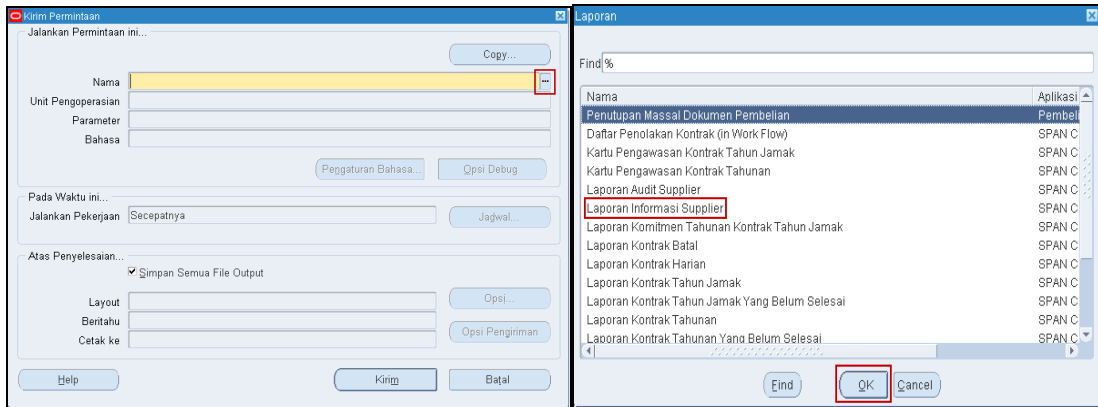 Kirim Permintaan
Jalankan Permintaan ini...
Copy...
Nama
Unit Pengoperasian
Parameter
Bahasa
Pengaturan Bahasa...
Opsi Debug
Pada Waktu ini...
Jalankan Pekerjaan Secepatnya
Jadwal...
Atas Penyelesaian...
Simpan Semua File Output
Layout
Opsi...
Beritahu
Opsi Pengiriman
Cetak ke
Help
Kirim
Batal
Laporan
Find %
Nama Aplikasi
Penutupan Massal Dokumen Pembelian Pembeli
Daftar Penolakan Kontrak (in Work Flow) SPAN C
Kartu Pengawasan Kontrak Tahun Jamak SPAN C
Kartu Pengawasan Kontrak Tahunan SPAN C
Laporan Audit Supplier SPAN C
Laporan Informasi Supplier SPAN C
Laporan Komitmen Tahunan Kontrak Tahun Jamak SPAN C
Laporan Kontrak Batal SPAN C
Laporan Kontrak Harian SPAN C
Laporan Kontrak Tahun Jamak SPAN C
Laporan Kontrak Tahun Jamak Yang Belum Selesai SPAN C
Laporan Kontrak Tahunan SPAN C
Laporan Kontrak Tahunan Yang Belum Selesai SPAN C
Find
OK
Cancel